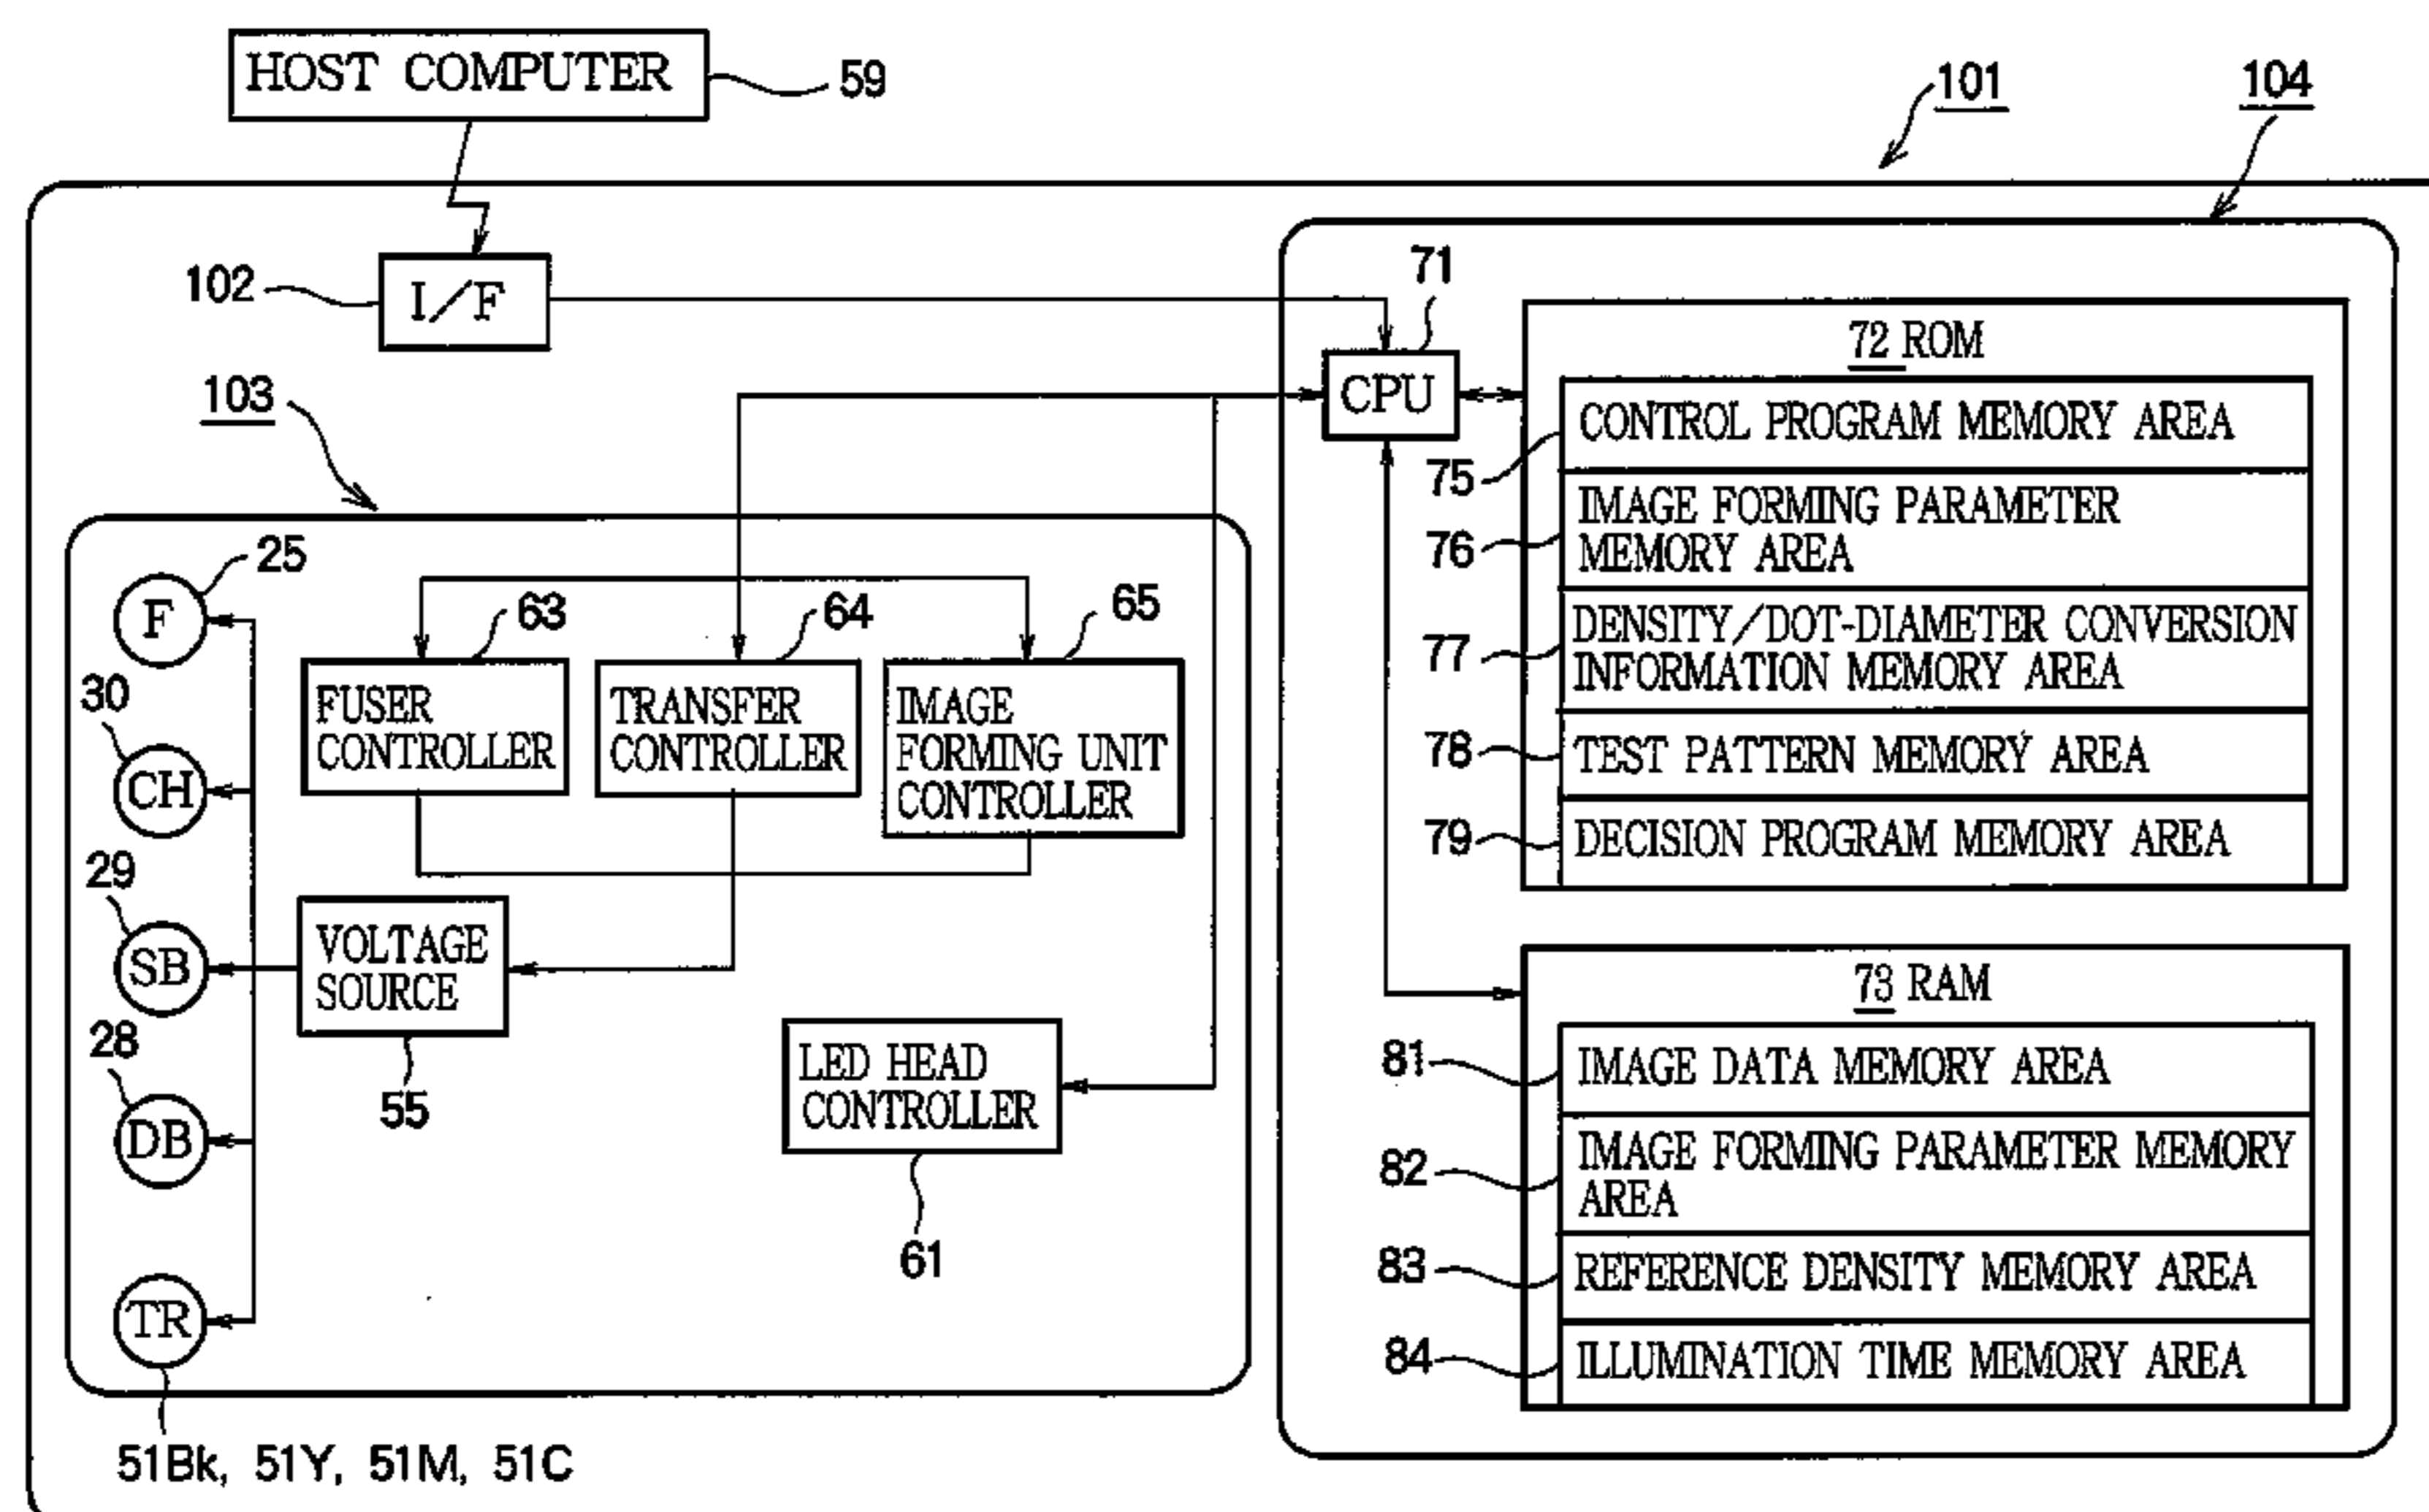 HOST COMPUTER
59
101
104
102
I/F
71
103
CPU
72 ROM
CONTROL PROGRAM MEMORY AREA
75
IMAGE FORMING PARAMETER
MEMORY AREA
76
DENSITY/DOT-DIAMETER CONVERSION
INFORMATION MEMORY AREA
77
TEST PATTERN MEMORY AREA
78
DECISION PROGRAM MEMORY AREA
79
25
F
63
64
65
30
CH
FUSER
CONTROLLER
TRANSFER
CONTROLLER
IMAGE
FORMING UNIT
CONTROLLER
29
SB
VOLTAGE
SOURCE
55
28
DB
LED HEAD
CONTROLLER
61
TR
51Bk, 51Y, 51M, 51C
73 RAM
81
IMAGE DATA MEMORY AREA
82
IMAGE FORMING PARAMETER MEMORY
AREA
83
REFERENCE DENSITY MEMORY AREA
84
ILLUMINATION TIME MEMORY AREA